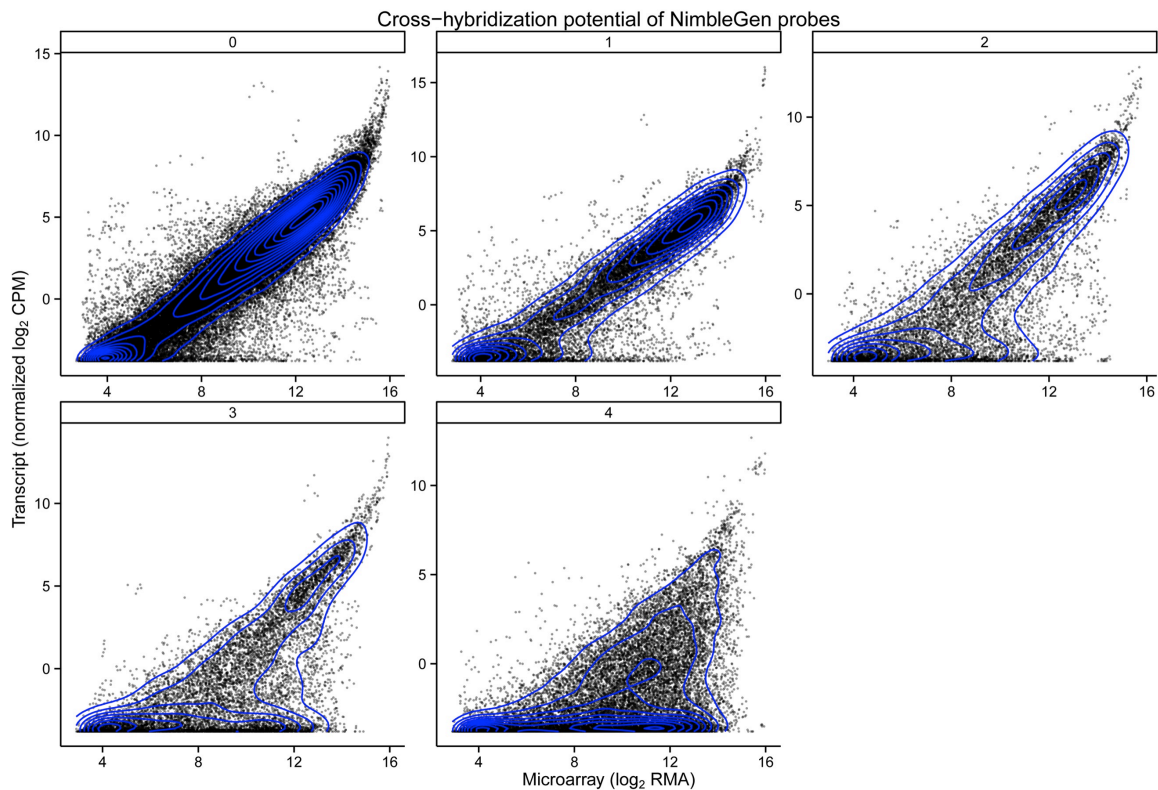 Cross−hybridization potential of NimbleGen probes
0
1
2
15
10
5
0
15
10
5
0
10
5
0
4 8 12 16
4 8 12 16
4 8 12 16
3
4
10
5
0
10
5
0
4 8 12 16
4 8 12 16
Transcript (normalized log₂ CPM)
Microarray (log₂ RMA)